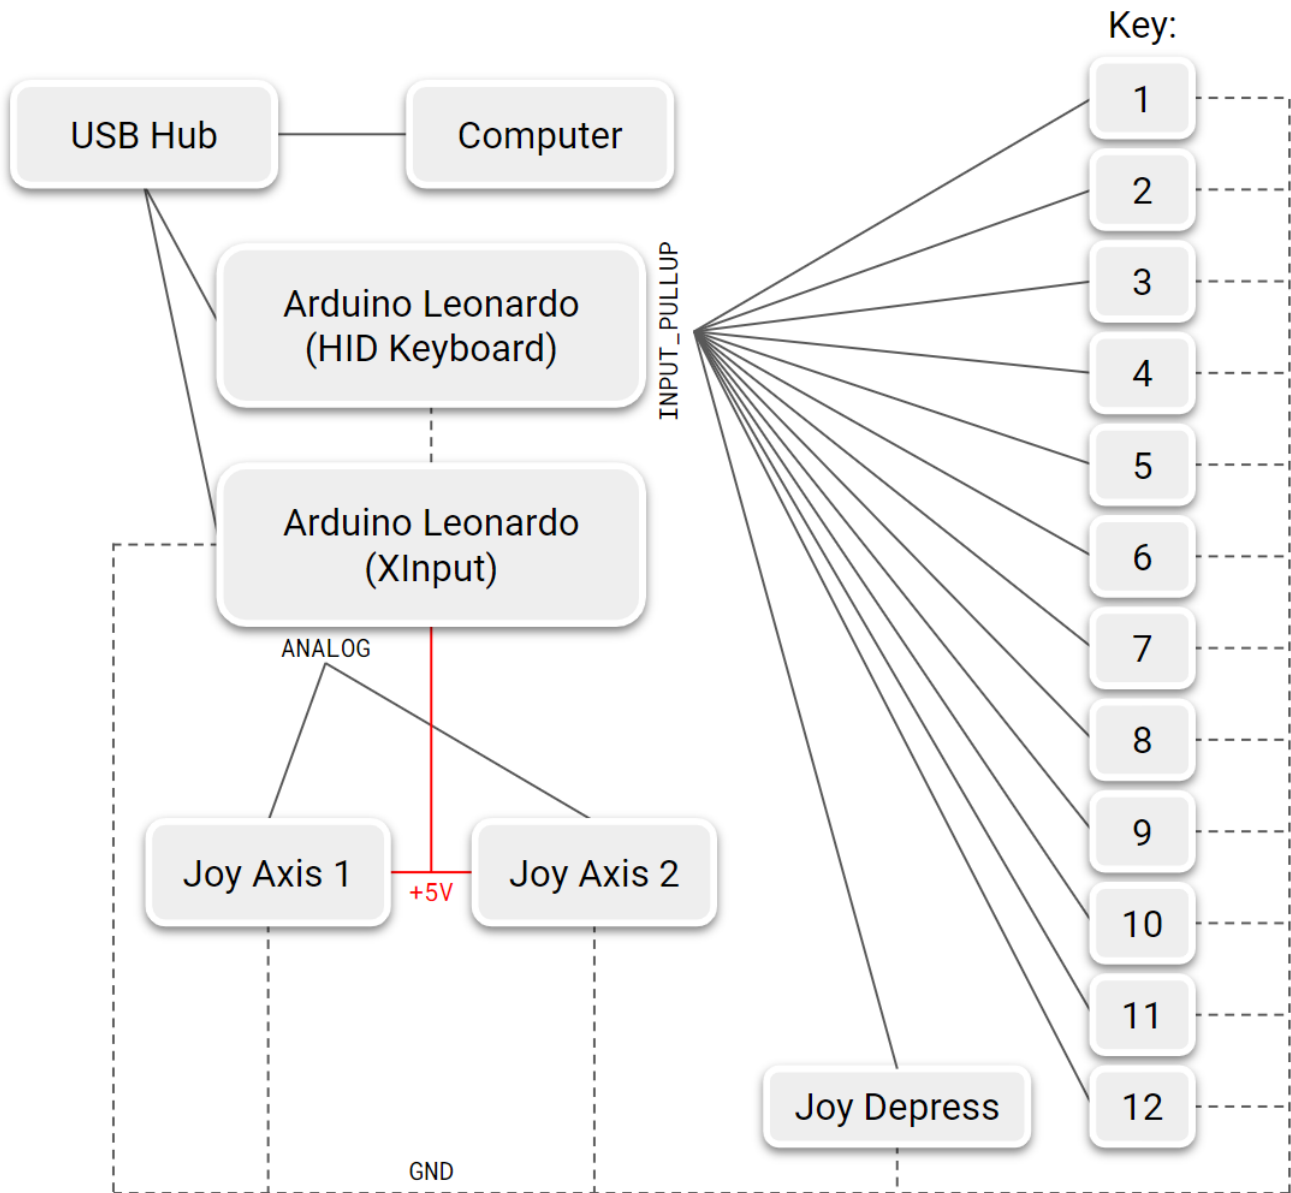 Key:
USB Hub
Computer
Arduino Leonardo
(HID Keyboard)
INPUT_PULLUP
Arduino Leonardo
(XInput)
ANALOG
Joy Axis 1
+5V
Joy Axis 2
Joy Depress
GND
1
2
3
4
5
6
7
8
9
10
11
12